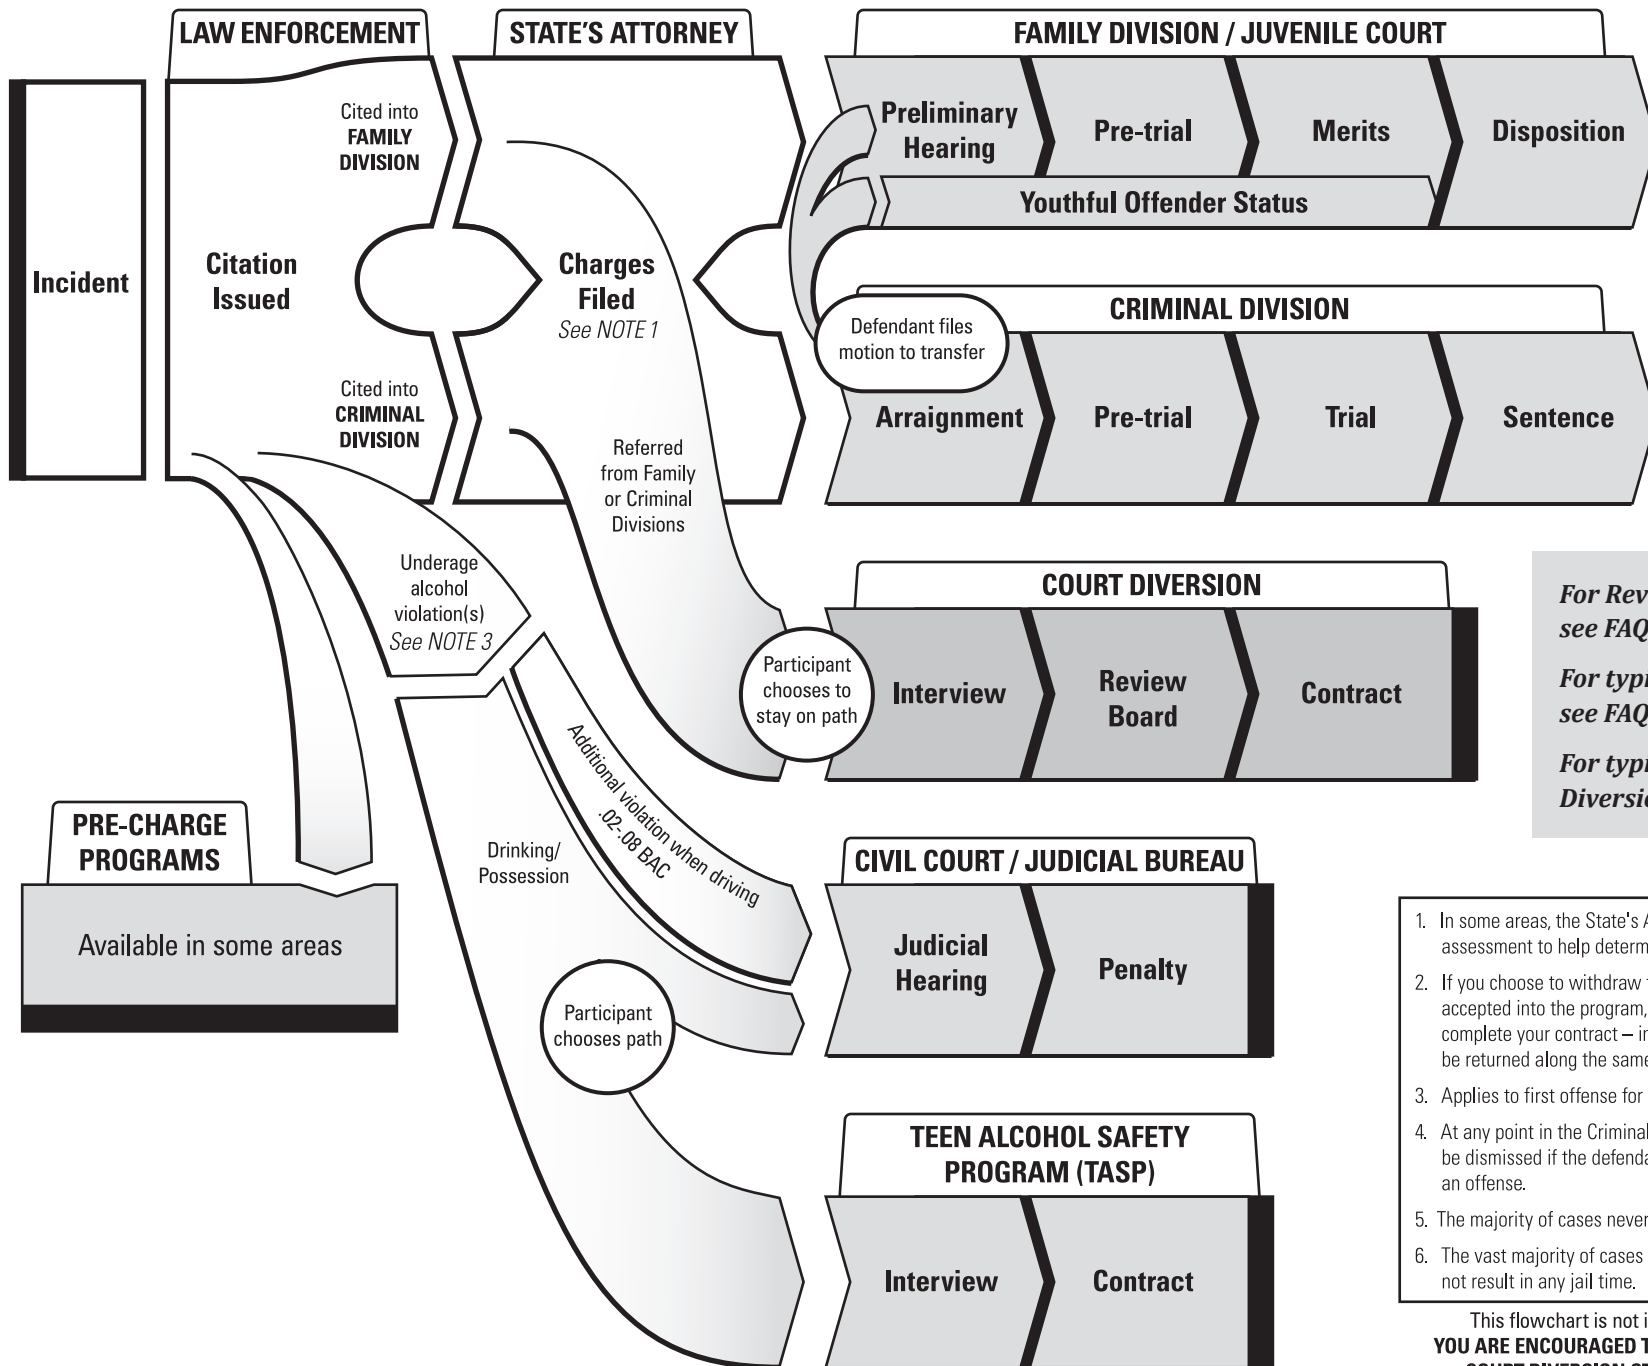 LAW ENFORCEMENT
STATE'S ATTORNEY
FAMILY DIVISION / JUVENILE COURT
Incident
Citation
Issued
Cited into
FAMILY
DIVISION
Cited into
CRIMINAL
DIVISION
Charges
Filed
See NOTE 1
Preliminary
Hearing
Pre-trial
Merits
Disposition
Youthful Offender Status
Defendant files
motion to transfer
CRIMINAL DIVISION
Arraignment
Pre-trial
Trial
Sentence
Referred
from Family
or Criminal
Divisions
Underage
alcohol
violation(s)
See NOTE 3
COURT DIVERSION
Participant
chooses to
stay on path
Interview
Review
Board
Contract
For Rev
see FAQ
For typi
see FAQ
For typi
Diversio
PRE-CHARGE
PROGRAMS
Available in some areas
Drinking/
Possession
Additional violation when driving
.02-.08 BAC
Participant
chooses path
CIVIL COURT / JUDICIAL BUREAU
Judicial
Hearing
Penalty
TEEN ALCOHOL SAFETY
PROGRAM (TASP)
Interview
Contract
1. In some areas, the State's A
assessment to help determ
2. If you choose to withdraw
accepted into the program,
complete your contract – i
be returned along the same
3. Applies to first offense for
4. At any point in the Criminal
be dismissed if the defenda
an offense.
5. The majority of cases never
6. The vast majority of cases
not result in any jail time.
This flowchart is not i
YOU ARE ENCOURAGED T
COURT DIVERSION